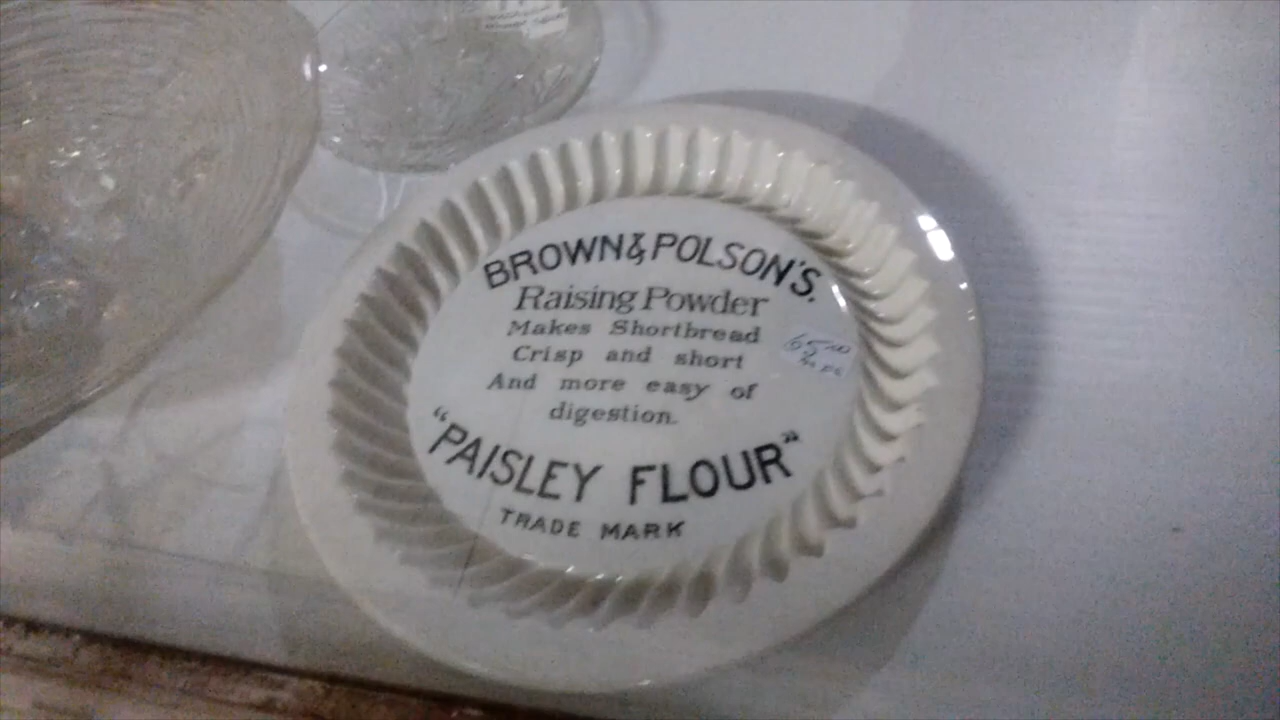 BROWN & POLSON'S.
Raising Powder
Makes Shortbread
Crisp and short
And more easy of
digestion.
"PAISLEY FLOUR"
TRADE MARK